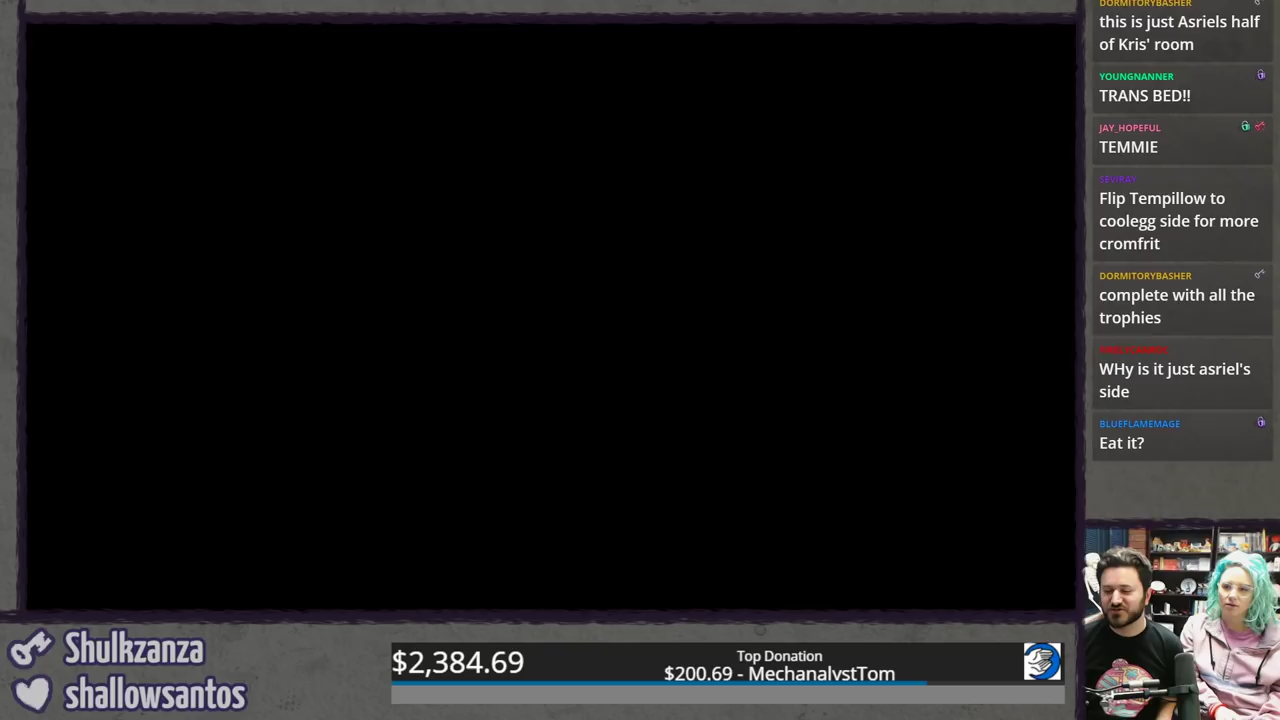 DORMITORYBASHER
this is just Asriels half
of Kris' room
YOUNGNANNER
TRANS BED!!
JAY_HOPEFUL
TEMMIE
SEVIRAY
Flip Tempillow to
coolegg side for more
cromfrit
DORMITORYBASHER
complete with all the
trophies
WHy is it just asriel's
side
BLUEFLAMEMAGE
Eat it?
Shulkzanza
shallowsantos
$2,384.69
Top Donation
$200.69 - MechanalystTom